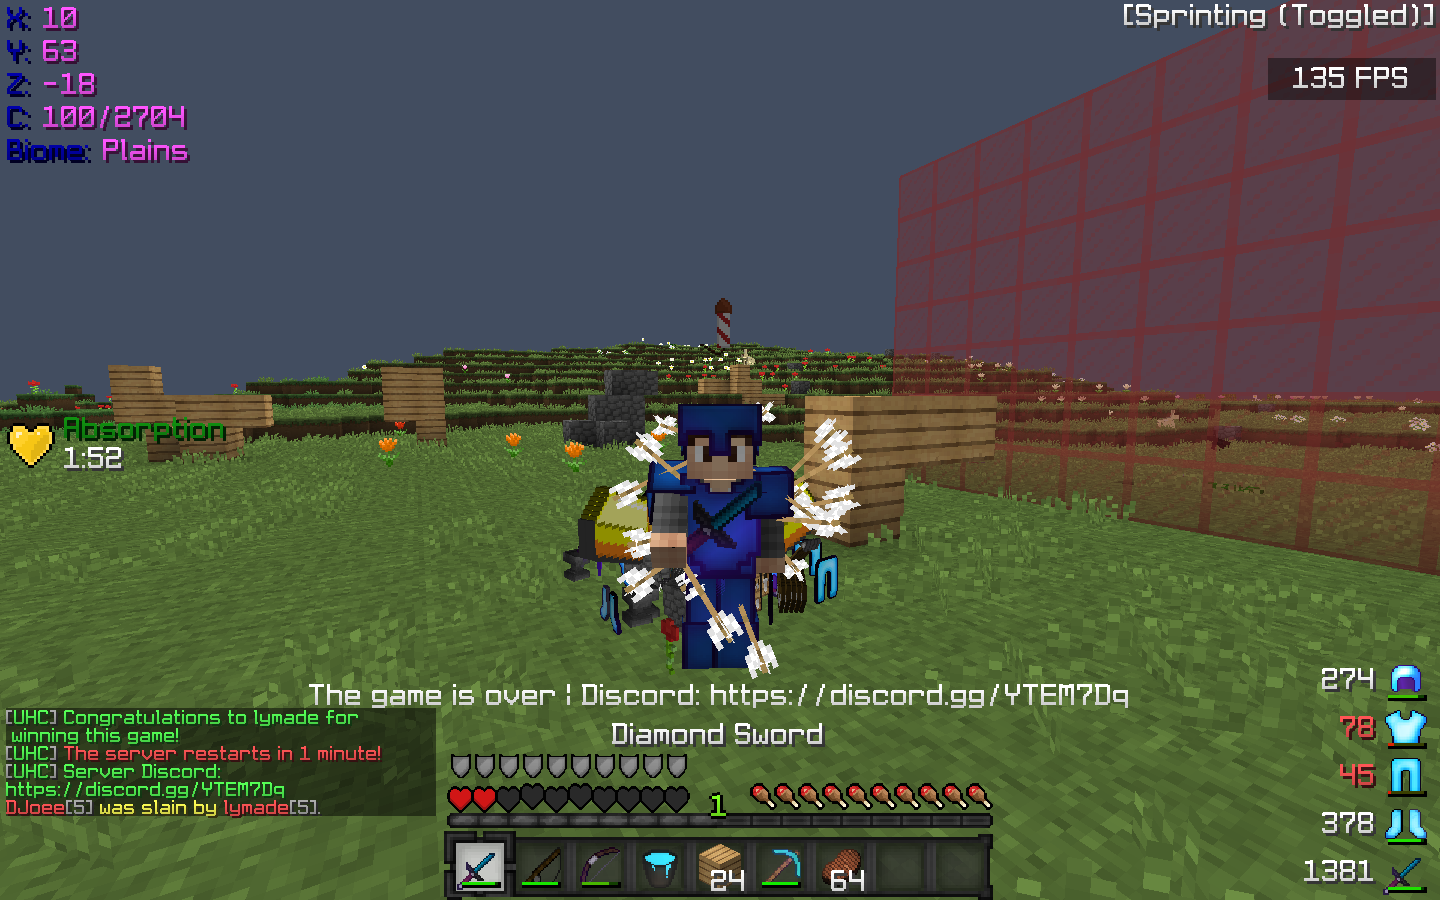 X: 10
Y: 63
Z: -18
C: 100/2704
Biome: Plains
[Sprinting (Toggled)]
135 FPS
Absorption
1:52
The game is over | Discord: https://discord.gg/YTEM7Dq
Diamond Sword
[UHC] Congratulations to lymade for
winning this game!
[UHC] The server restarts in 1 minute!
[UHC] Server Discord:
https://discord.gg/YTEM7Dq
DJoee[5] was slain by lymade[5].
1
24
64
274
78
45
378
1381